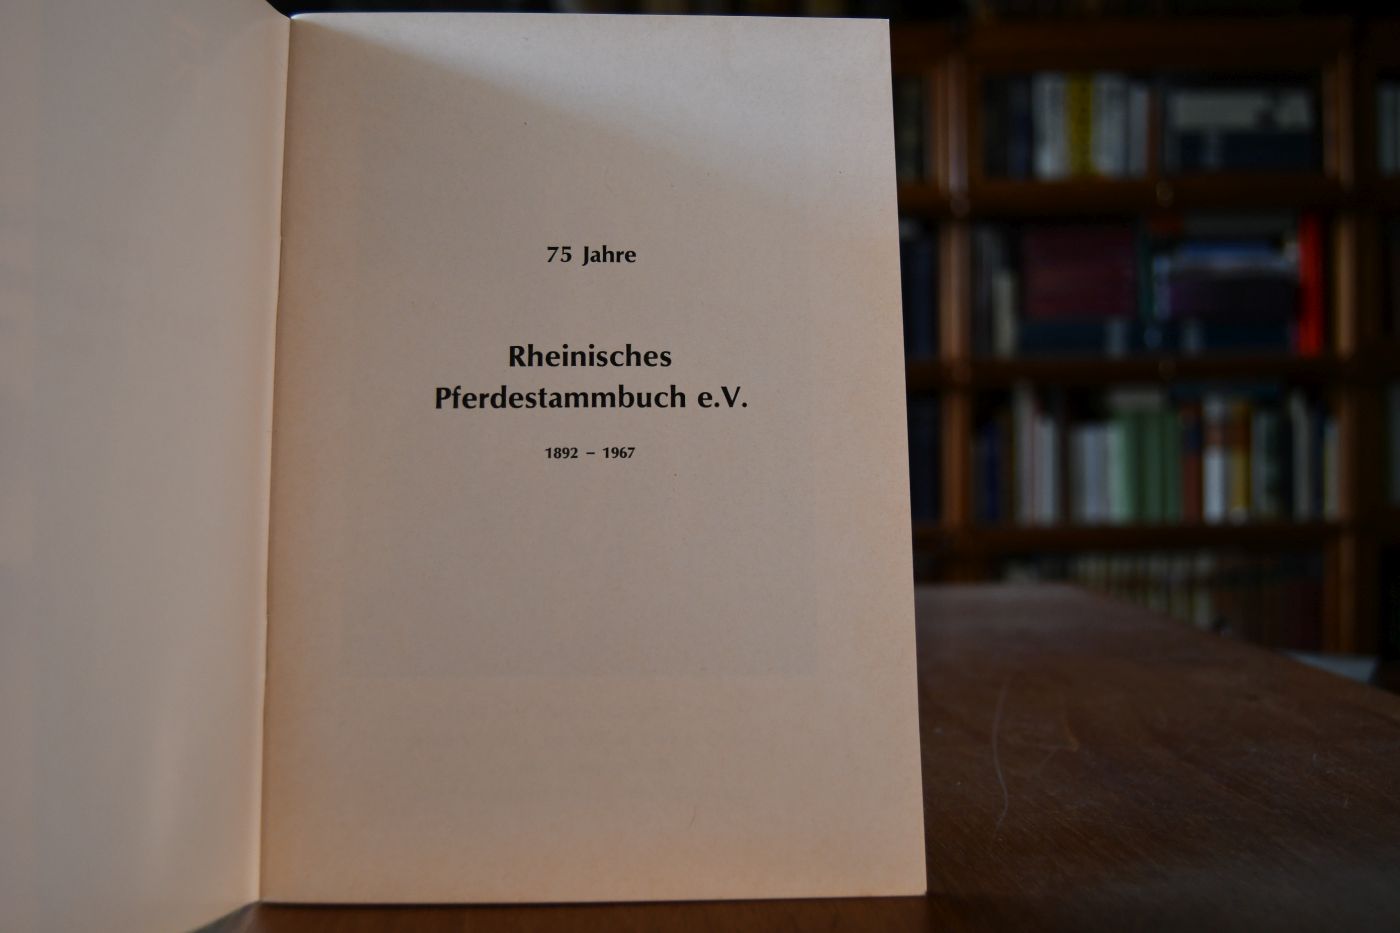 75 Jahre
Rheinisches
Pferdestammbuch e.V.
1892 – 1967